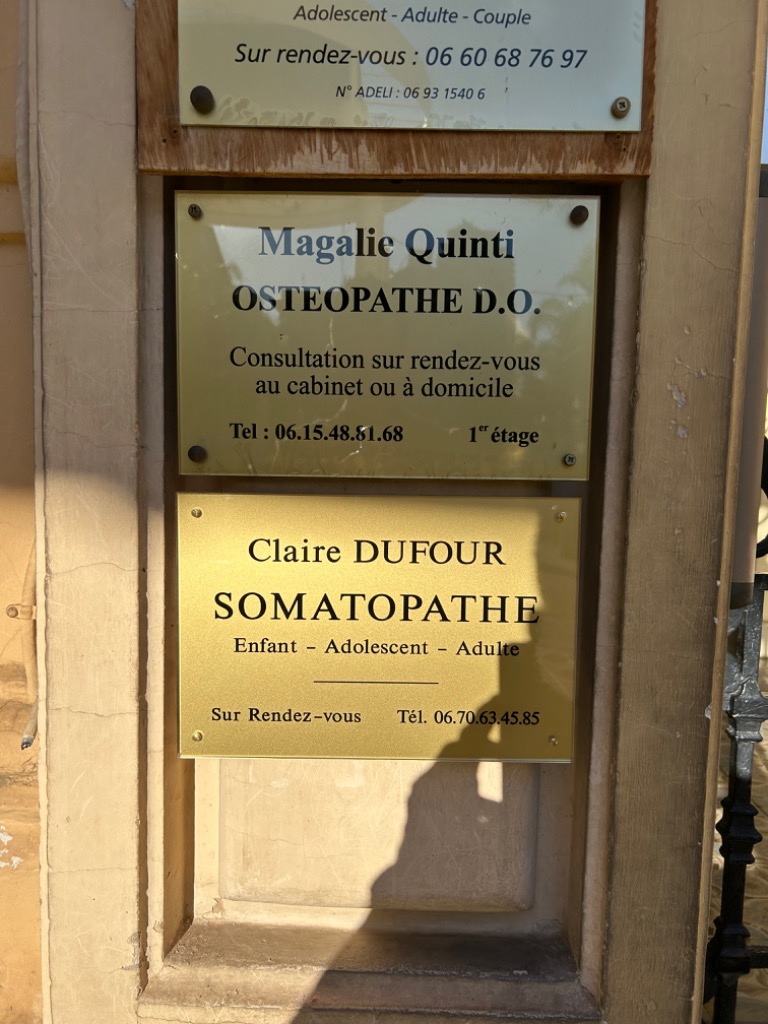 Adolescent - Adulte - Couple
Sur rendez-vous : 06 60 68 76 97
N° ADELI : 06 93 1540 6
Magalie Quinti
OSTEOPATHE D.O.
Consultation sur rendez-vous
au cabinet ou à domicile
Tel : 06.15.48.81.68 1er étage
Claire DUFOUR
SOMATOPATHE
Enfant - Adolescent - Adulte
Sur Rendez-vous Tél. 06.70.63.45.85